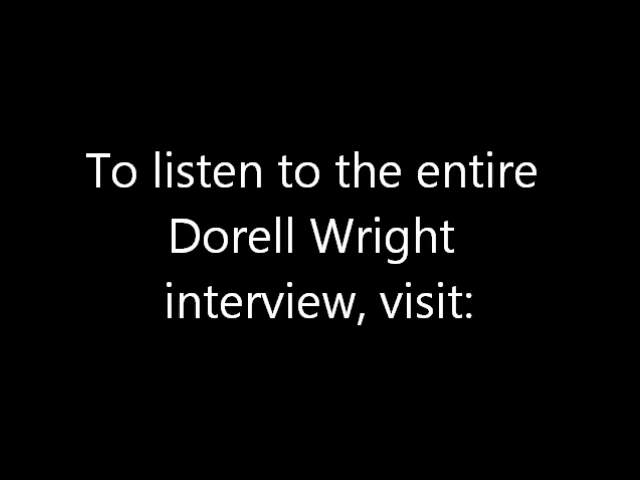 To listen to the entire
Dorell Wright
interview, visit: